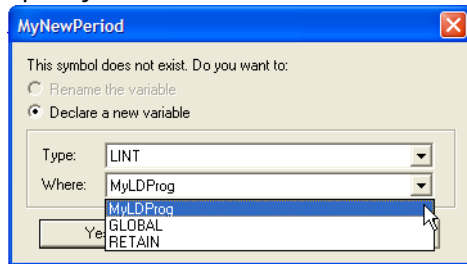 MyNewPeriod
This symbol does not exist. Do you want to:
Rename the variable
Declare a new variable
Type: LINT
Where: MyLDProg
MyLDProg
GLOBAL
RETAIN